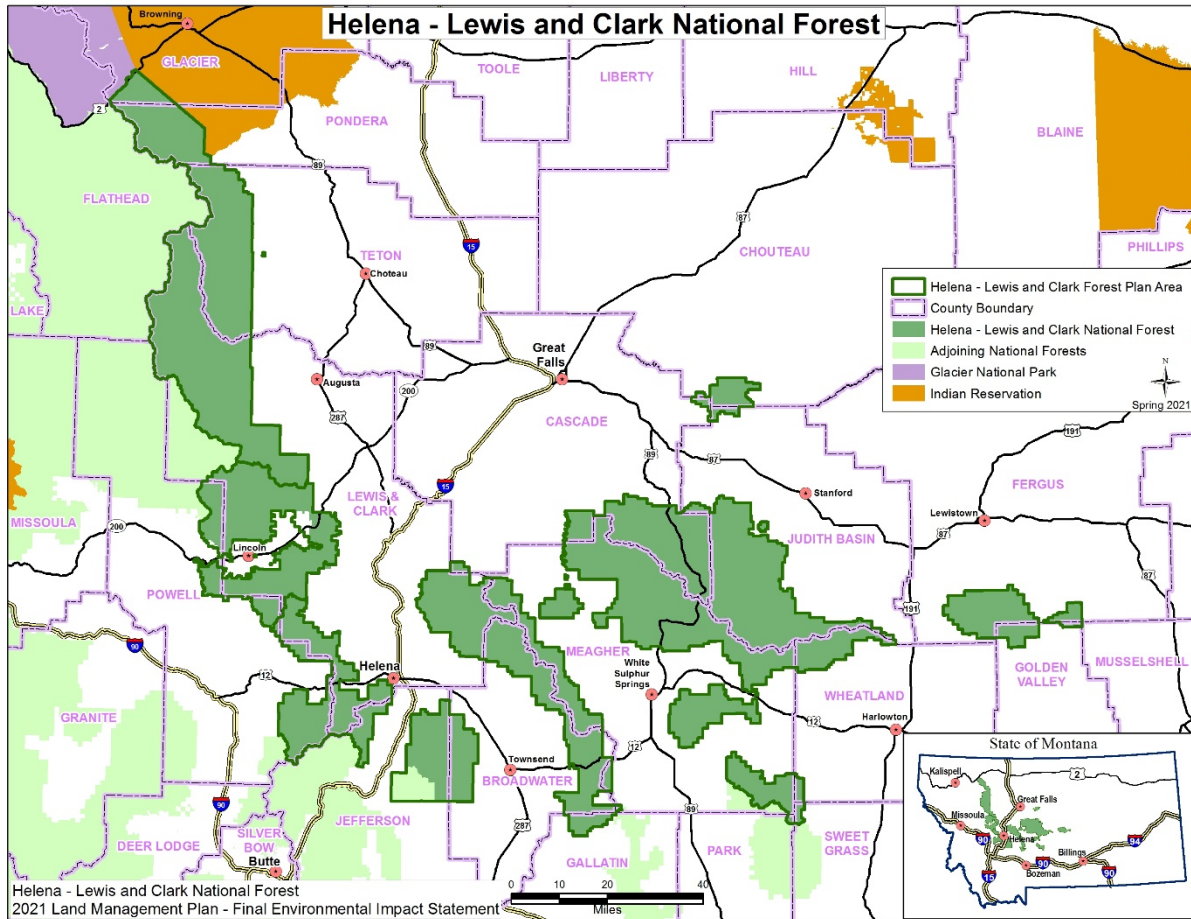 Helena - Lewis and Clark National Forest
Browning
GLACIER
TOOLE
LIBERTY
HILL
2
PONDERA
BLAINE
89
FLATHEAD
87
15
PHILLIPS
TETON
CHOUTEAU
Choteau
Helena - Lewis and Clark Forest Plan Area
County Boundary
Helena - Lewis and Clark National Forest
Adjoining National Forests
Glacier National Park
Indian Reservation
N
Spring 2021
LAKE
89
Great
Falls
Augusta
200
287
CASCADE
191
89
87
15
LEWIS &
CLARK
Stanford
FERGUS
Lewistown
MISSOULA
200
87
JUDITH BASIN
Lincoln
87
POWELL
191
90
MEAGHER
GOLDEN
VALLEY
MUSSELSHELL
Helena
White
Sulphur
Springs
12
WHEATLAND
GRANITE
12
Harlowton
12
Townsend
BROADWATER
90
89
287
JEFFERSON
SILVER
BOW
DEER LODGE
Butte
GALLATIN
PARK
SWEET
GRASS
State of Montana
Kalispell
2
Great Falls
Missoula
90
Helena
94
Billings
90
15
Bozeman
90
Helena - Lewis and Clark National Forest
2021 Land Management Plan - Final Environmental Impact Statement
0 10 20 40
Miles